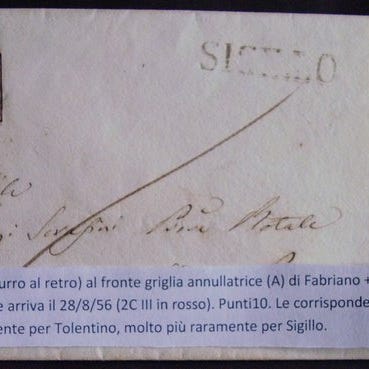 SIGILLO
Serafini
urro al retro) al fronte griglia annullatrice (A) di Fabriano +
e arriva il 28/8/56 (2C III in rosso). Punti10. Le corrisponde
ente per Tolentino, molto più raramente per Sigillo.